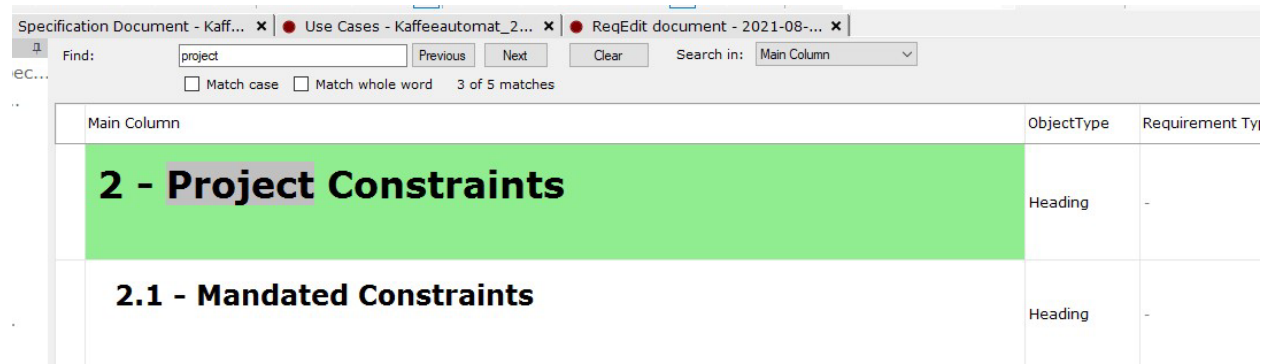 Specification Document - Kaff... × Use Cases - Kaffeeautomat_2... × ReqEdit document - 2021-08-... ×
Find: project Previous Next Clear Search in: Main Column
Match case Match whole word 3 of 5 matches
Main Column ObjectType
2 - Project Constraints Heading -
2.1 - Mandated Constraints Heading -